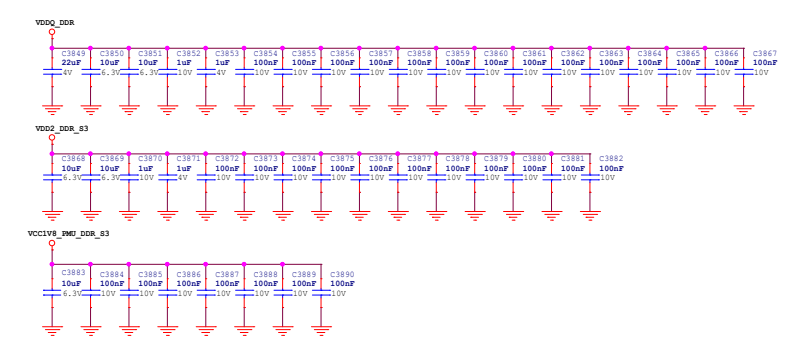 VDDQ_DDR
C3849 C3850 C3851 C3852 C3853 C3854 C3855 C3856 C3857 C3858 C3859 C3860 C3861 C3862 C3863 C3864 C3865 C3866 C3867
22uF 10uF 10uF 1uF 1uF 100nF 100nF 100nF 100nF 100nF 100nF 100nF 100nF 100nF 100nF 100nF 100nF 100nF 100nF
4V 6.3V 6.3V 10V 4V 10V 10V 10V 10V 10V 10V 10V 10V 10V 10V 10V 10V 10V 10V
VDD2_DDR_S3
C3868 C3869 C3870 C3871 C3872 C3873 C3874 C3875 C3876 C3877 C3878 C3879 C3880 C3881 C3882
10uF 10uF 1uF 1uF 100nF 100nF 100nF 100nF 100nF 100nF 100nF 100nF 100nF 100nF 100nF
6.3V 6.3V 10V 4V 10V 10V 10V 10V 10V 10V 10V 10V 10V 10V 10V
VCC1V8_PMU_DDR_S3
C3883 C3884 C3885 C3886 C3887 C3888 C3889 C3890
10uF 100nF 100nF 100nF 100nF 100nF 100nF 100nF
6.3V 10V 10V 10V 10V 10V 10V 10V